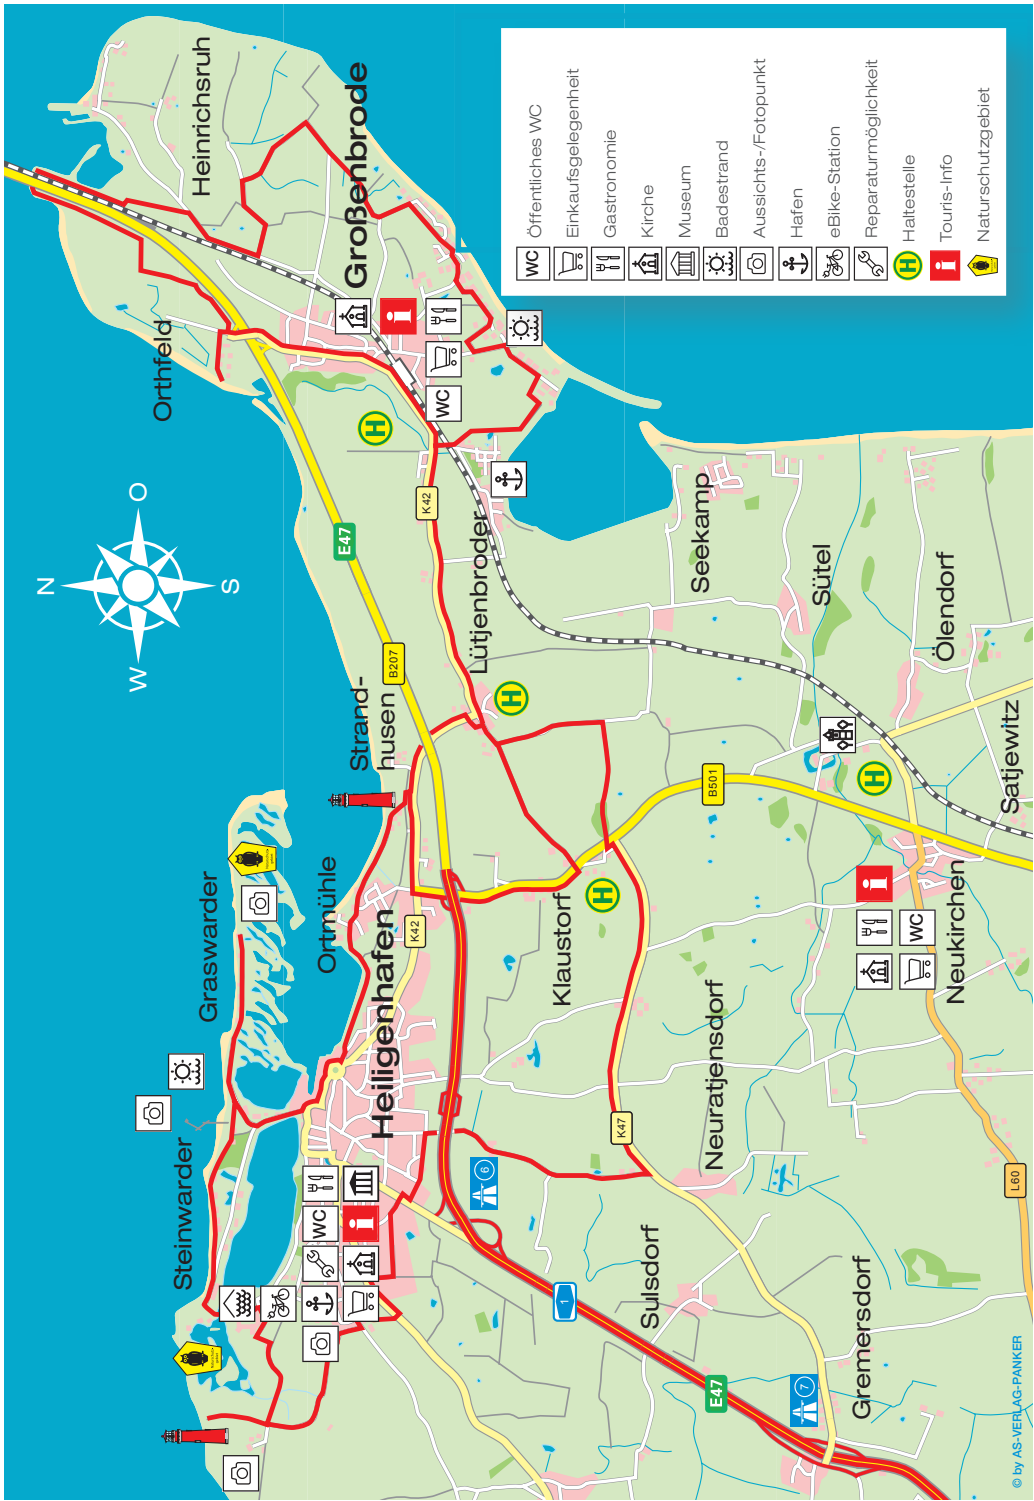 Öffentliches WC
Einkaufsgelegenheit
Gastronomie
Kirche
Museum
Badestrand
Aussichts-/Fotopunkt
Hafen
eBike-Station
Reparaturmöglichkeit
Haltestelle
Touris-Info
Naturschutzgebiet
WC
H
i
N
O
S
W
Heinrichsruh
Großenbrode
Orthfeld
i
WC
H
K42
E47
Lütjenbroder
B207
Strand-
husen
H
Seekamp
Sütel
Ölendorf
Satjewitz
B501
H
H
Graswarder
Ortmühle
Heiligenhafen
K42
Klaustorf
i
WC
Neukirchen
Neuratjensdorf
K47
L60
Steinwarder
WC
i
6
1
Sulsdorf
E47
7
Gremersdorf
© by AS-VERLAG-PANKER